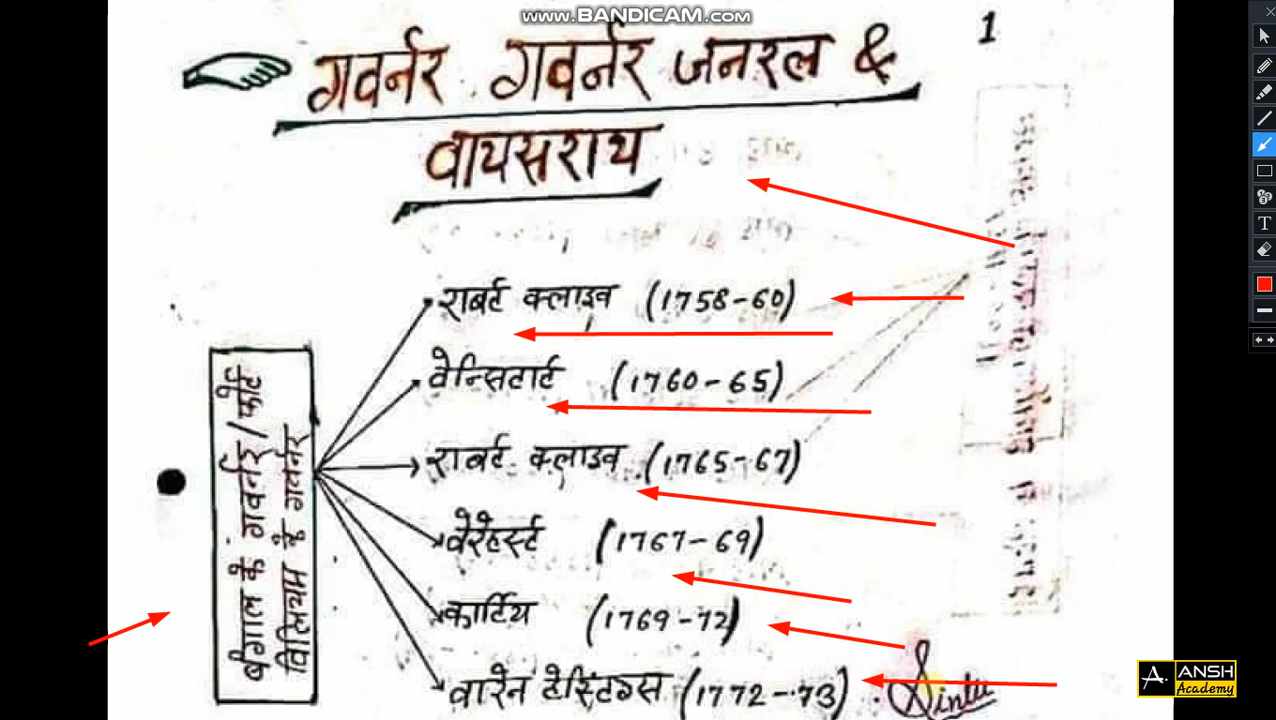 www.BANDICAM.com
1
गवर्नर. गवर्नर जनरल &
वायसराय
बंगाल के गवर्नर / फोर्ट
विलियम के गवर्नर
राबर्ट क्लाइव (1758-60)
वेन्सिटार्ट (1760-65)
राबर्ट क्लाइव (1765-67)
वेरेल्स्ट (1767-69)
कार्टिय (1769-72)
वारेन हेस्टिंग्स (1772-73)
Sintu
A.
ANSH
Academy
T